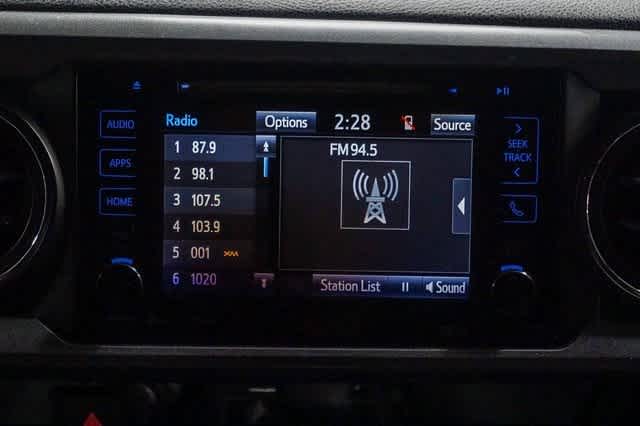 AUDIO
APPS
HOME
Radio
Options
2:28
Source
1 87.9
2 98.1
3 107.5
4 103.9
5 001 XM
6 1020
FM 94.5
Station List
Sound
SEEK
TRACK